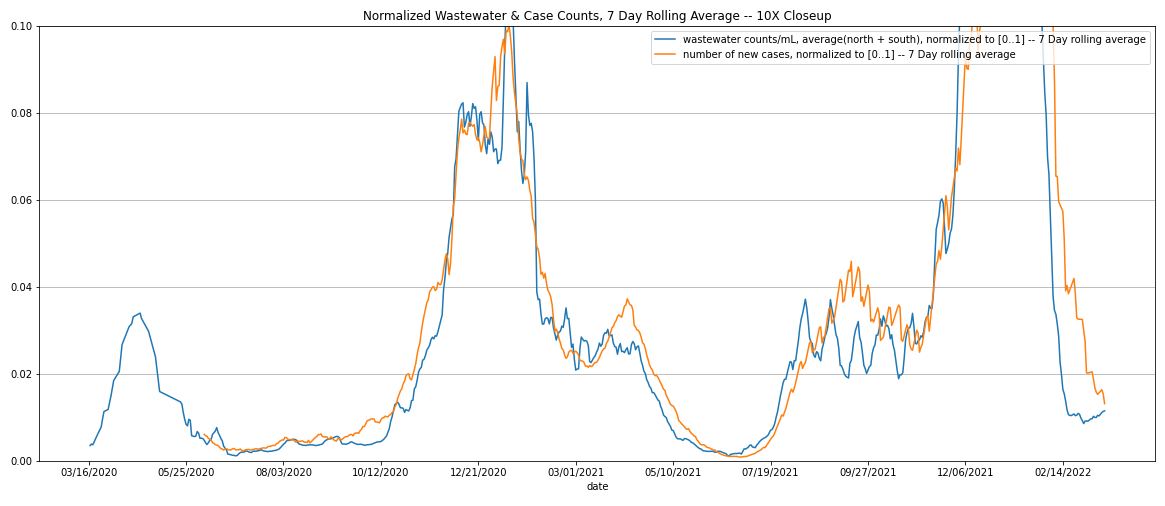 Normalized Wastewater & Case Counts, 7 Day Rolling Average -- 10X Closeup
wastewater counts/mL, average(north + south), normalized to [0..1] -- 7 Day rolling average
number of new cases, normalized to [0..1] -- 7 Day rolling average
0.10
0.08
0.06
0.04
0.02
0.00
03/16/2020 05/25/2020 08/03/2020 10/12/2020 12/21/2020 03/01/2021 05/10/2021 07/19/2021 09/27/2021 12/06/2021 02/14/2022
date